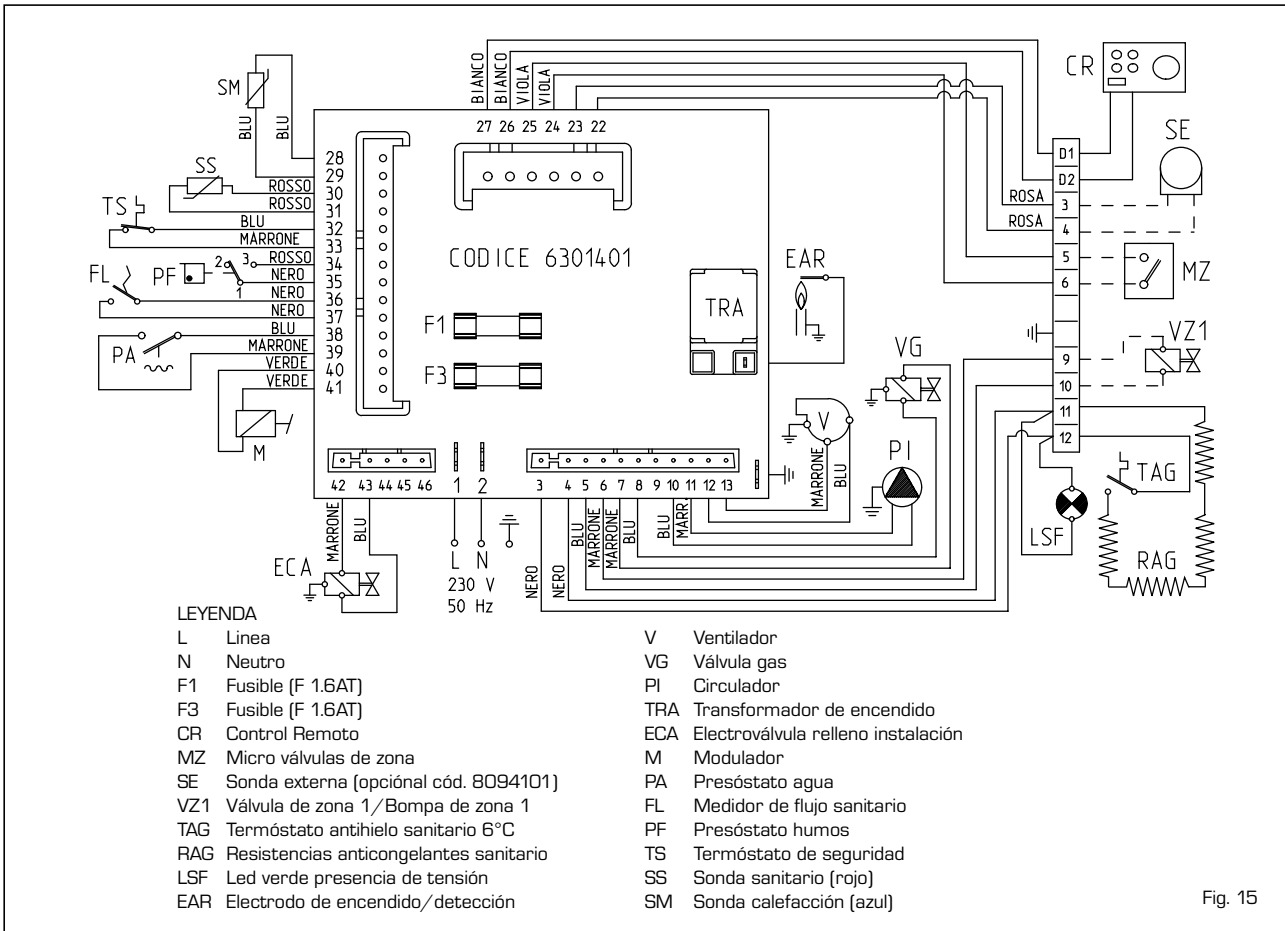 BIANCO
BIANCO
VIOLA
VIOLA
27 26 25 24 23 22
CR
SM
BLU
BLU
SE
D1
D2
3
4
5
6
9
10
11
12
ROSA
ROSA
MZ
VZ1
28
29
SS
ROSSO
30
ROSSO
31
TS
BLU
32
MARRONE
33
ROSSO
34
PF
2
3
1
NERO
35
FL
NERO
36
NERO
37
BLU
38
PA
MARRONE
39
VERDE
40
VERDE
41
M
CODICE 6301401
F1
F3
TRA
EAR
VG
V
MARRONE
BLU
PI
TAG
LSF
RAG
42 43 44 45 46
1 2
3 4 5 6 7 8 9 10 11 12 13
MARRONE
BLU
ECA
L N
230 V
50 Hz
NERO
NERO
BLU
MARRONE
MARRONE
BLU
BLU
MARR.
LEYENDA
L Linea
N Neutro
F1 Fusible (F 1.6AT)
F3 Fusible (F 1.6AT)
CR Control Remoto
MZ Micro válvulas de zona
SE Sonda externa (opciónal cód. 8094101)
VZ1 Válvula de zona 1/Bompa de zona 1
TAG Termóstato antihielo sanitario 6°C
RAG Resistencias anticongelantes sanitario
LSF Led verde presencia de tensión
EAR Electrodo de encendido/detección
V Ventilador
VG Válvula gas
PI Circulador
TRA Transformador de encendido
ECA Electroválvula relleno instalación
M Modulador
PA Presóstato agua
FL Medidor de flujo sanitario
PF Presóstato humos
TS Termóstato de seguridad
SS Sonda sanitario (rojo)
SM Sonda calefacción (azul)
Fig. 15